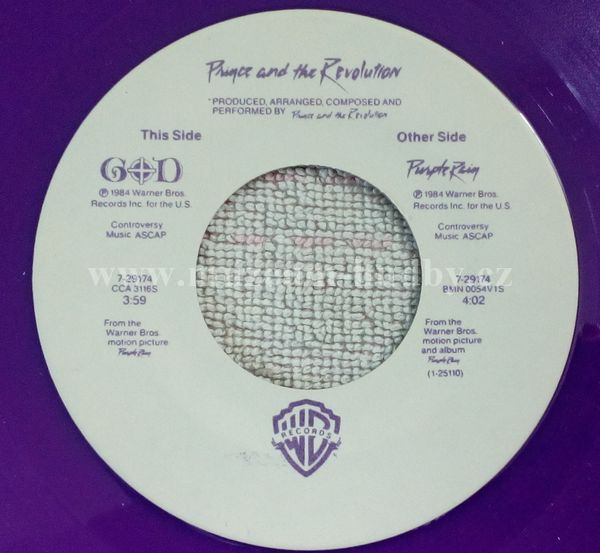 Prince and the Revolution
*PRODUCED, ARRANGED, COMPOSED AND
PERFORMED BY Prince and the Revolution
This Side
GOD
℗ 1984 Warner Bros.
Records Inc. for the U.S.
Controversy
Music ASCAP
7-29174
CCA 3116S
3:59
From the
Warner Bros.
motion picture
Purple Rain
Other Side
Purple Rain
℗ 1984 Warner Bros.
Records Inc. for the U.S.
Controversy
Music ASCAP
7-29174
BMN 0054V1S
4:02
From the
Warner Bros.
motion picture
and album
Purple Rain
(1-25110)
WB
RECORDS